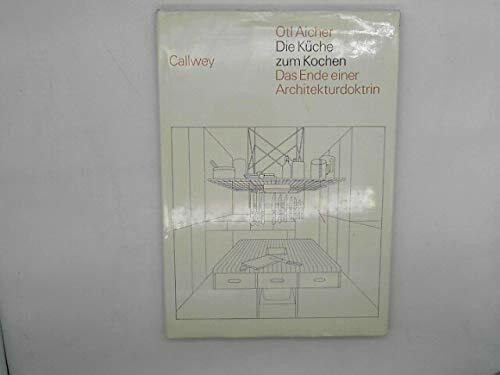 Otl Aicher
Die Küche
Callwey
zum Kochen
Das Ende einer
Architekturdoktrin